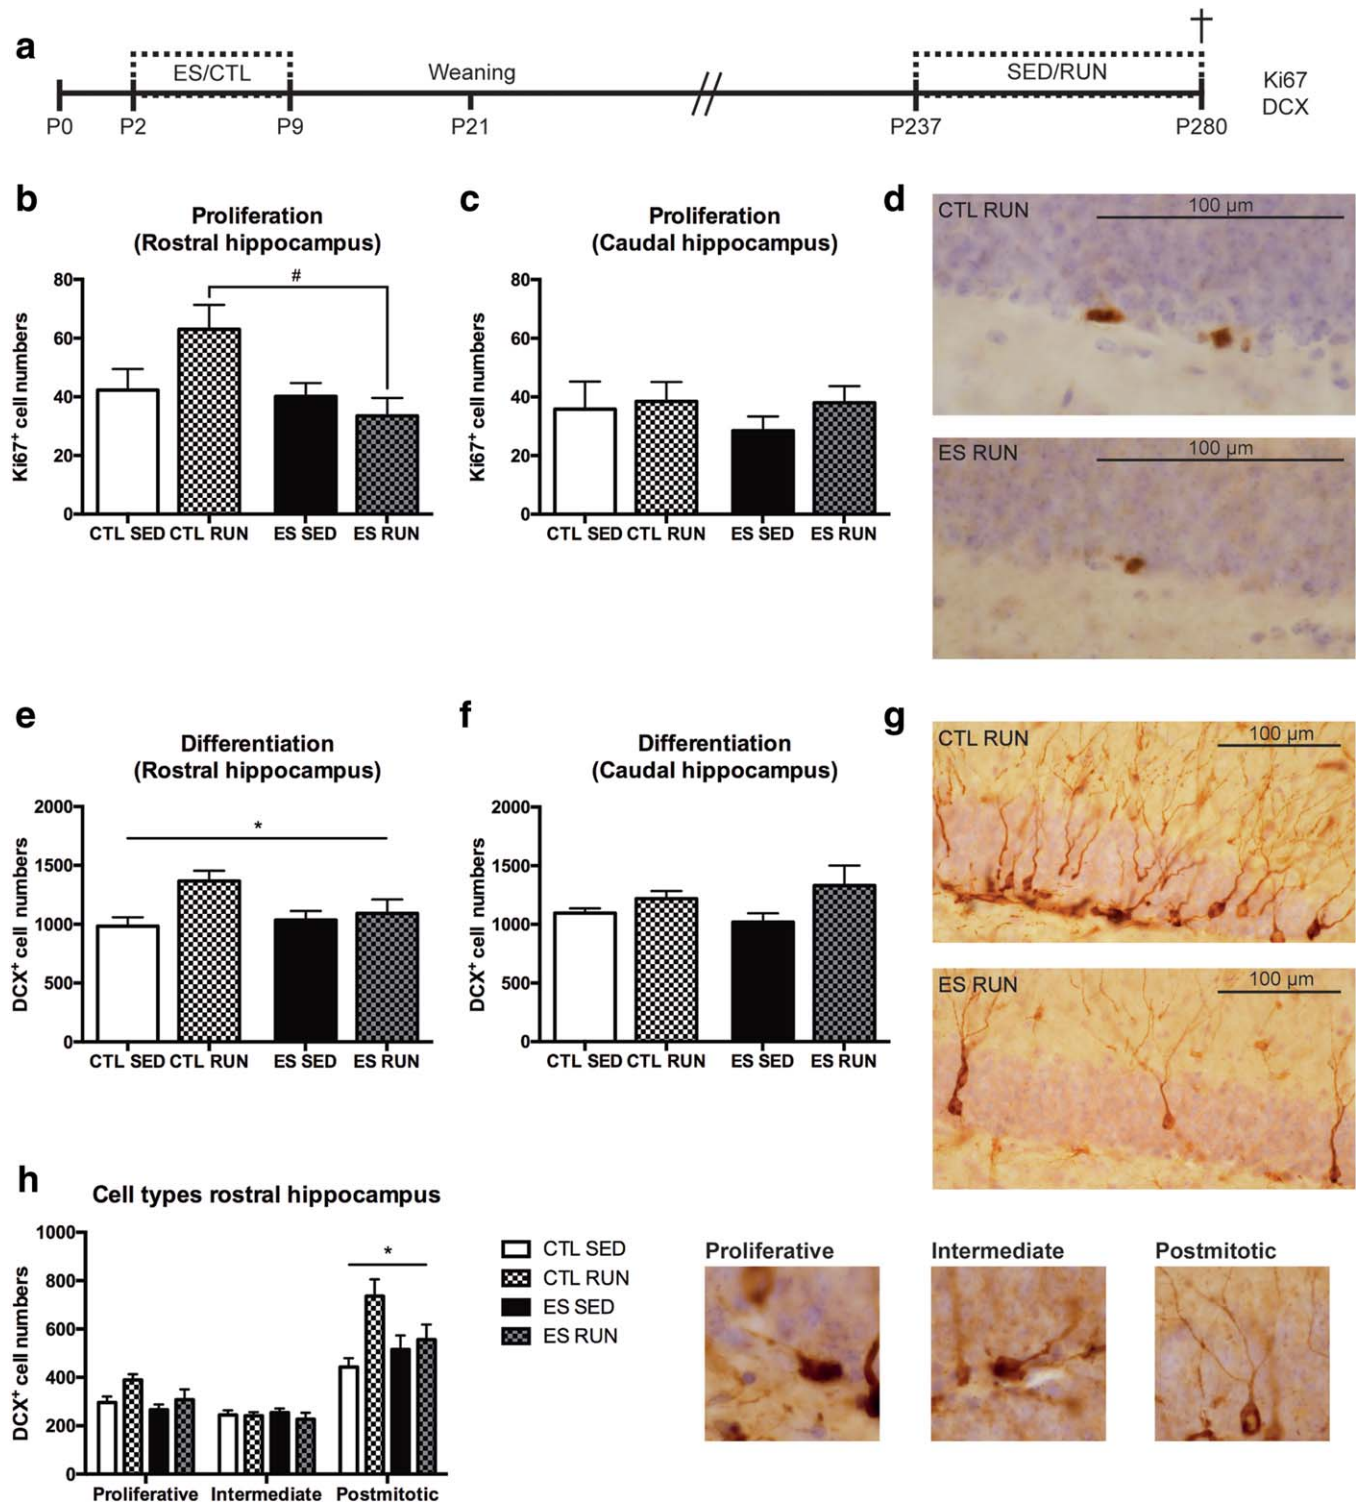 a
†
ES/CTL
Weaning
SED/RUN
Ki67
DCX
P0
P2
P9
P21
P237
P280
b
Proliferation
(Rostral hippocampus)
Ki67+ cell numbers
80
60
40
20
0
#
CTL SED CTL RUN ES SED ES RUN
c
Proliferation
(Caudal hippocampus)
Ki67+ cell numbers
80
60
40
20
0
CTL SED CTL RUN ES SED ES RUN
d
CTL RUN
100 µm
ES RUN
100 µm
e
Differentiation
(Rostral hippocampus)
DCX+ cell numbers
2000
1500
1000
500
0
*
CTL SED CTL RUN ES SED ES RUN
f
Differentiation
(Caudal hippocampus)
DCX+ cell numbers
2000
1500
1000
500
0
CTL SED CTL RUN ES SED ES RUN
g
CTL RUN
100 µm
ES RUN
100 µm
h
Cell types rostral hippocampus
DCX+ cell numbers
1000
800
600
400
200
0
*
Proliferative Intermediate Postmitotic
CTL SED
CTL RUN
ES SED
ES RUN
Proliferative
Intermediate
Postmitotic